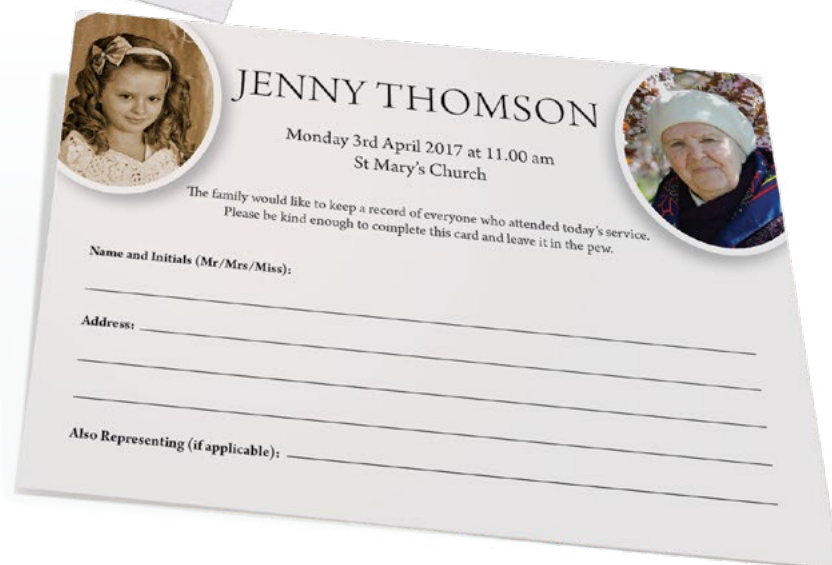 JENNY THOMSON
Monday 3rd April 2017 at 11.00 am
St Mary's Church
The family would like to keep a record of everyone who attended today's service.
Please be kind enough to complete this card and leave it in the pew.
Name and Initials (Mr/Mrs/Miss):
Address:
Also Representing (if applicable):